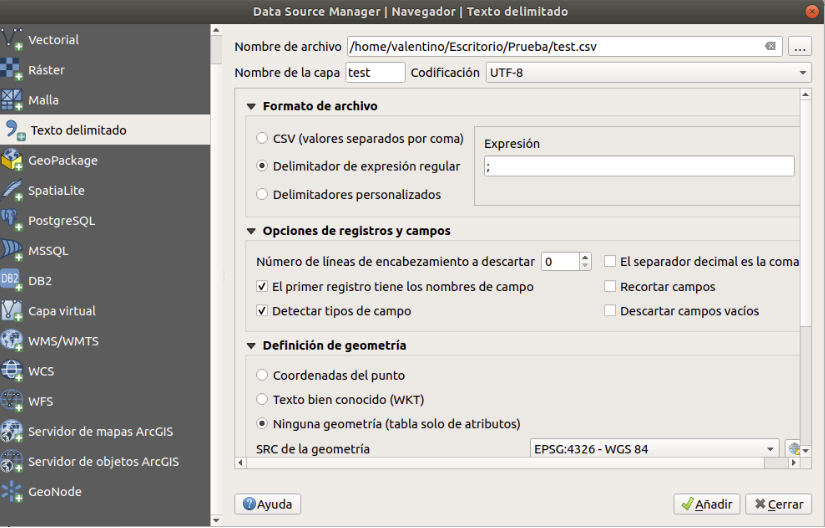 Data Source Manager | Navegador | Texto delimitado
Vectorial
Ráster
Malla
Texto delimitado
GeoPackage
SpatiaLite
PostgreSQL
MSSQL
DB2
DB2
Capa virtual
WMS/WMTS
WCS
WFS
Servidor de mapas ArcGIS
Servidor de objetos ArcGIS
GeoNode
Nombre de archivo /home/valentino/Escritorio/Prueba/test.csv ...
Nombre de la capa test Codificación UTF-8
Formato de archivo
CSV (valores separados por coma)
Delimitador de expresión regular
Delimitadores personalizados
Expresión
;
Opciones de registros y campos
Número de líneas de encabezamiento a descartar 0 El separador decimal es la coma
El primer registro tiene los nombres de campo Recortar campos
Detectar tipos de campo Descartar campos vacíos
Definición de geometría
Coordenadas del punto
Texto bien conocido (WKT)
Ninguna geometría (tabla solo de atributos)
SRC de la geometría EPSG:4326 - WGS 84
Ayuda Añadir Cerrar